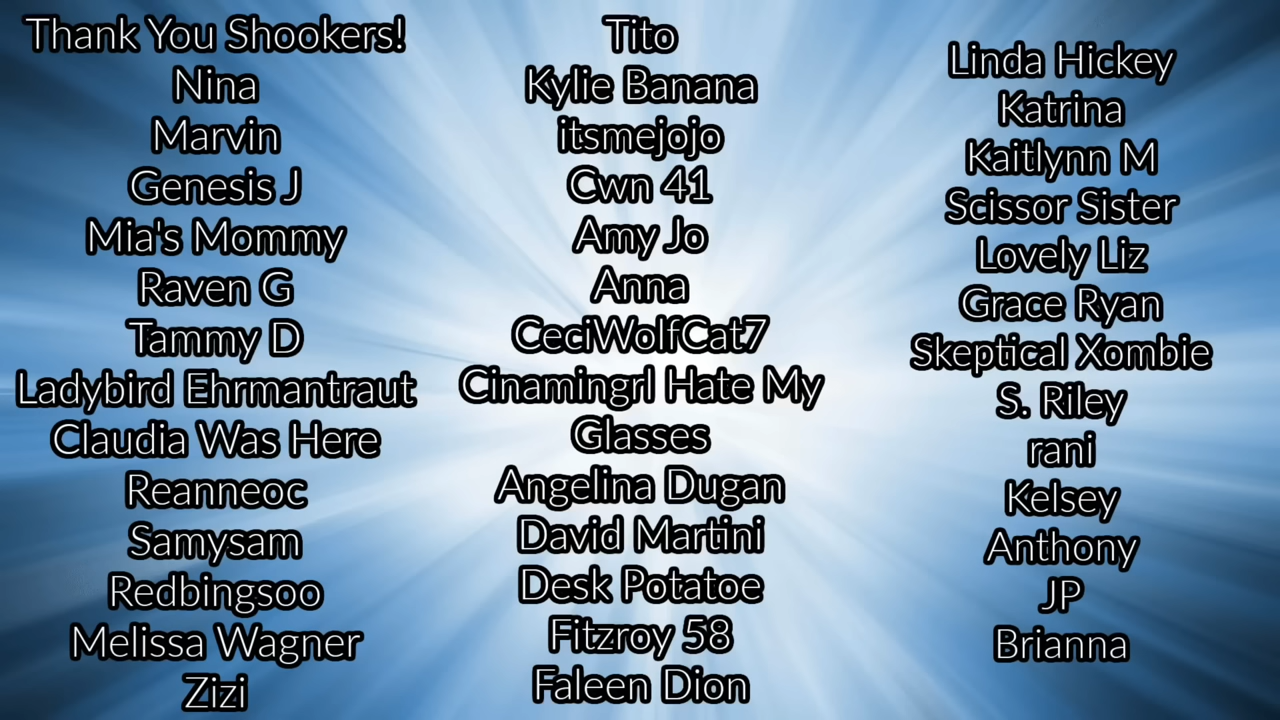 Thank You Shookers!
Nina
Marvin
Genesis J
Mia's Mommy
Raven G
Tammy D
Ladybird Ehrmantraut
Claudia Was Here
Reanneoc
Samysam
Redbingsoo
Melissa Wagner
Zizi
Tito
Kylie Banana
itsmejojo
Cwn 41
Amy Jo
Anna
CeciWolfCat7
Cinamingrl Hate My
Glasses
Angelina Dugan
David Martini
Desk Potatoe
Fitzroy 58
Faleen Dion
Linda Hickey
Katrina
Kaitlynn M
Scissor Sister
Lovely Liz
Grace Ryan
Skeptical Xombie
S. Riley
rani
Kelsey
Anthony
JP
Brianna